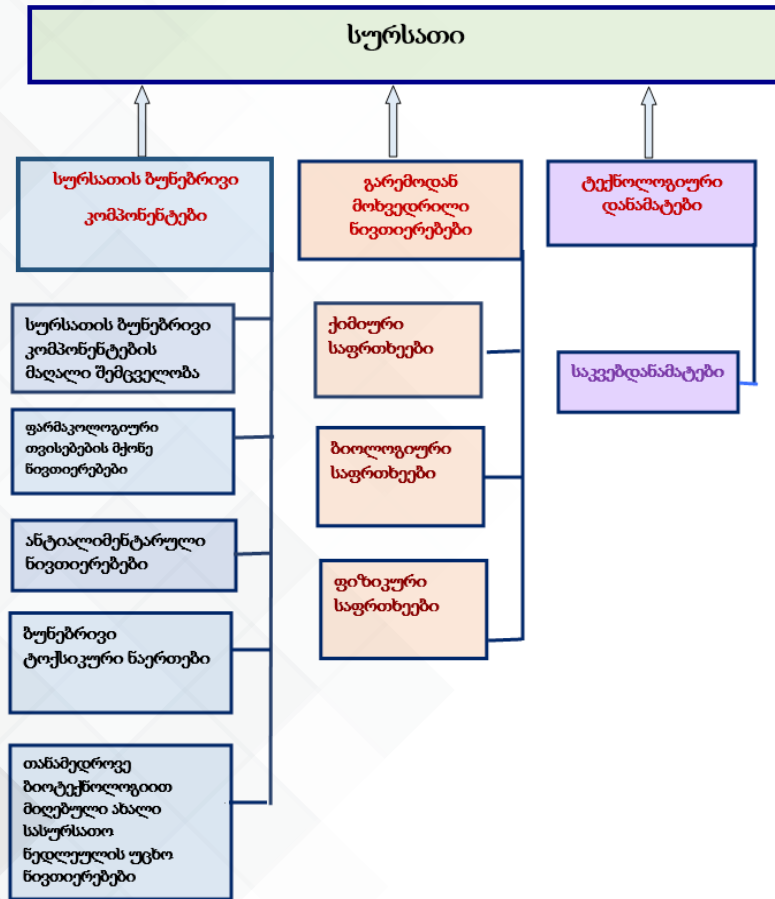 სურსათი
სურსათის ბუნებრივი
კომპონენტები
სურსათის ბუნებრივი
კომპონენტების
მაღალი შემცველობა
ფარმაკოლოგიური
თვისებების მქონე
ნივთიერებები
ანტიალიმენტარული
ნივთიერებები
ბუნებრივი
ტოქსიკური ნაერთები
თანამედროვე
ბიოტექნოლოგიით
მიღებული ახალი
სასურსათო
ნედლეულის უცხო
ნივთიერებები
გარემოდან
მოხვედრილი
ნივთიერებები
ქიმიური
საფრთხეები
ბიოლოგიური
საფრთხეები
ფიზიკური
საფრთხეები
ტექნოლოგიური
დანამატები
საკვებდანამატები